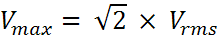 V_max = √2 × V_rms